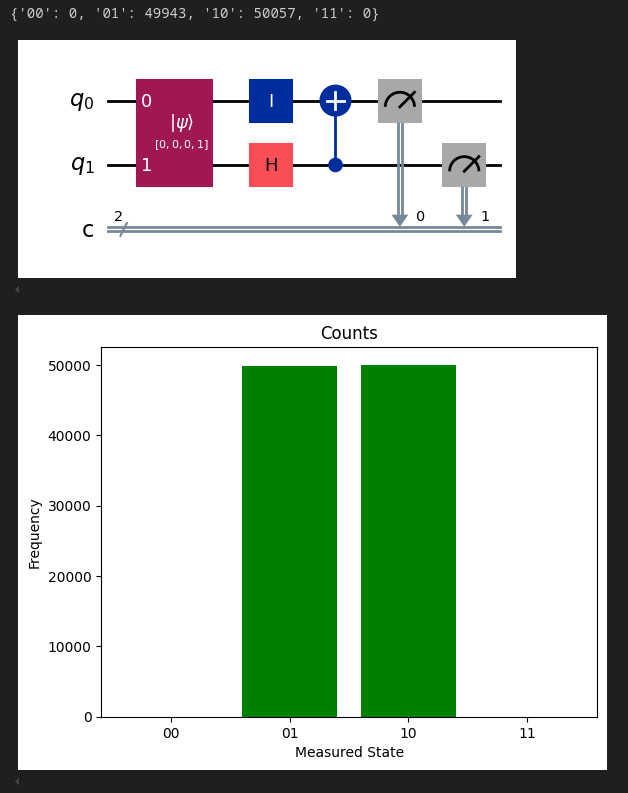 {'00': 0, '01': 49943, '10': 50057, '11': 0}
q0 0 I
|ψ⟩
[0, 0, 0, 1]
q1 1 H
2 0 1
c
Counts
50000
40000
30000
20000
10000
0
Frequency
00 01 10 11
Measured State